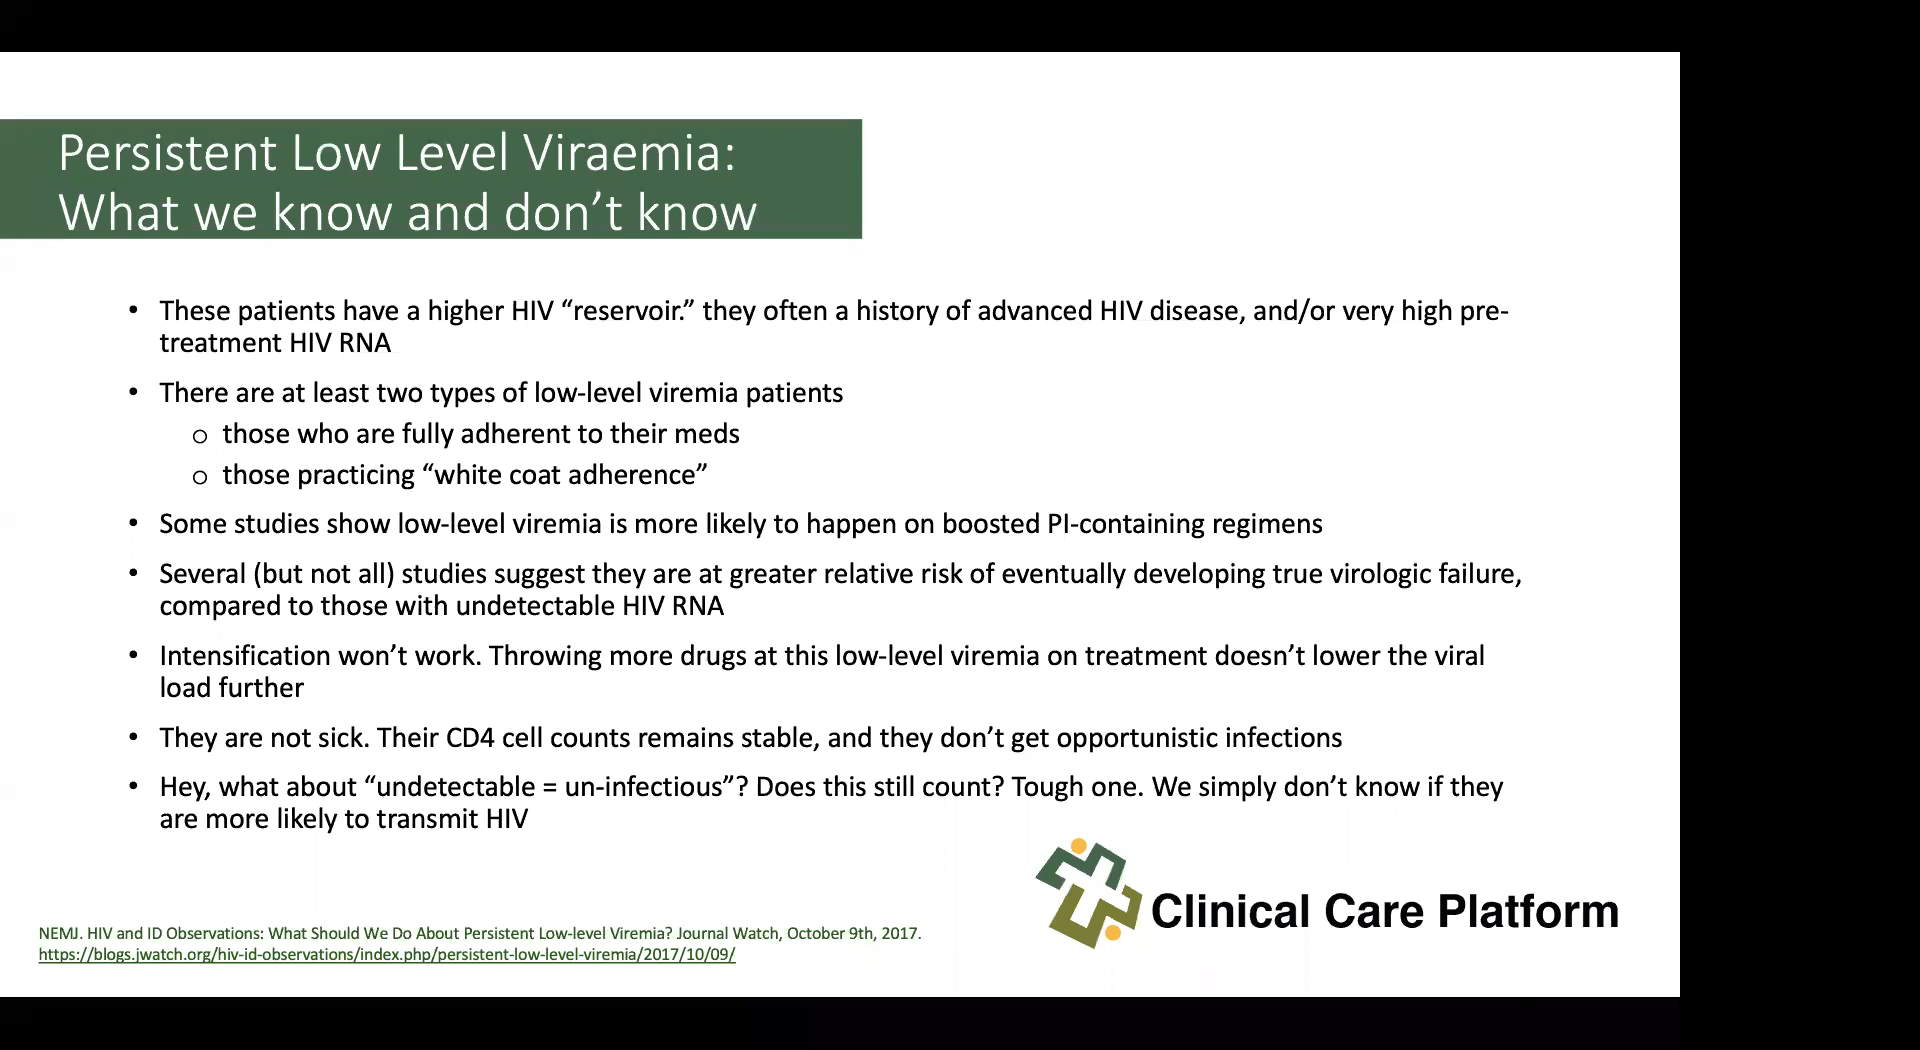 Persistent Low Level Viraemia:
What we know and don’t know
• These patients have a higher HIV “reservoir.” they often a history of advanced HIV disease, and/or very high pre-
treatment HIV RNA
• There are at least two types of low-level viremia patients
o those who are fully adherent to their meds
o those practicing “white coat adherence”
• Some studies show low-level viremia is more likely to happen on boosted PI-containing regimens
• Several (but not all) studies suggest they are at greater relative risk of eventually developing true virologic failure,
compared to those with undetectable HIV RNA
• Intensification won’t work. Throwing more drugs at this low-level viremia on treatment doesn’t lower the viral
load further
• They are not sick. Their CD4 cell counts remains stable, and they don’t get opportunistic infections
• Hey, what about “undetectable = un-infectious”? Does this still count? Tough one. We simply don’t know if they
are more likely to transmit HIV
Clinical Care Platform
NEMJ. HIV and ID Observations: What Should We Do About Persistent Low-level Viremia? Journal Watch, October 9th, 2017.
https://blogs.jwatch.org/hiv-id-observations/index.php/persistent-low-level-viremia/2017/10/09/